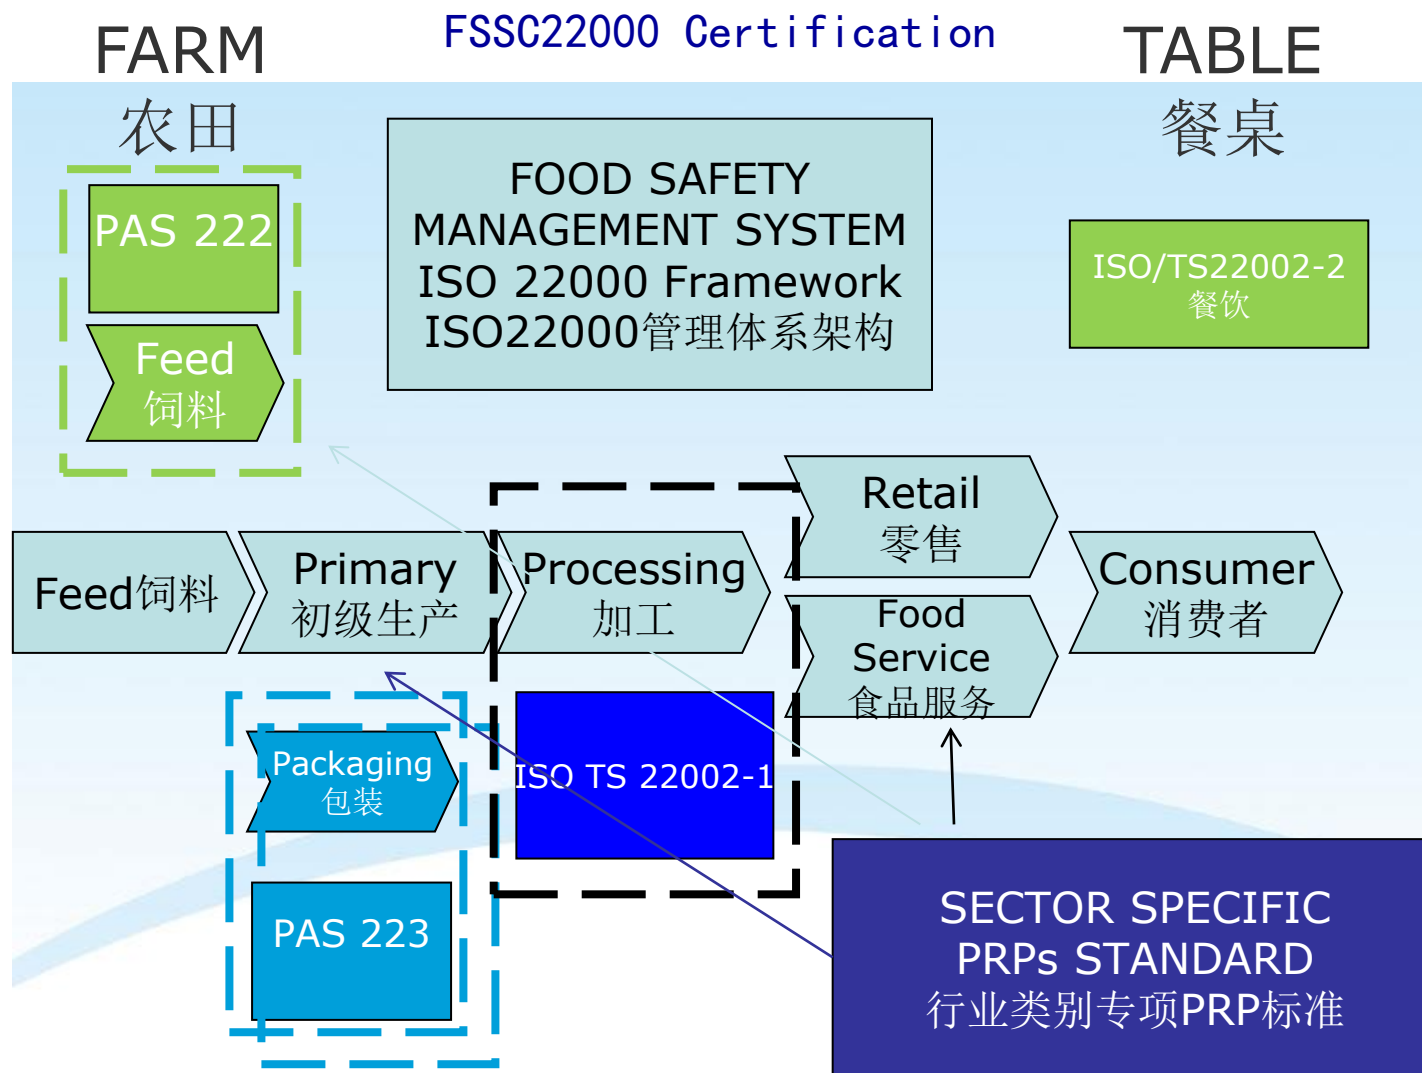 FSSC22000 Certification
FARM
农田
TABLE
餐桌
FOOD SAFETY
MANAGEMENT SYSTEM
ISO 22000 Framework
ISO22000管理体系架构
PAS 222
Feed
饲料
ISO/TS22002-2
餐饮
Feed饲料
Primary
初级生产
Processing
加工
Retail
零售
Food
Service
食品服务
Consumer
消费者
Packaging
包装
PAS 223
ISO TS 22002-1
SECTOR SPECIFIC
PRPs STANDARD
行业类别专项PRP标准